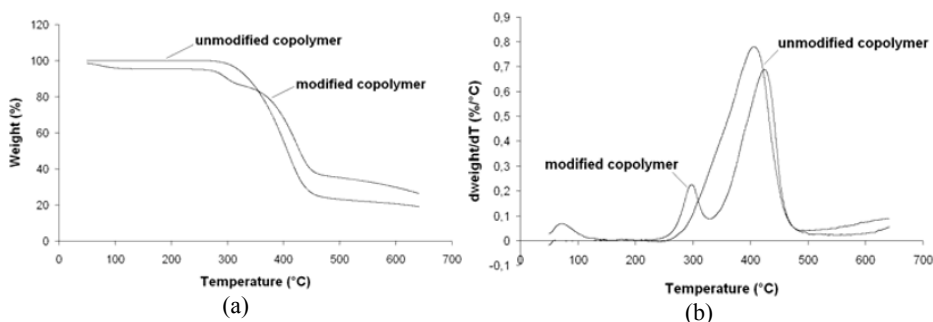 120
100
80
60
40
20
0
Weight (%)
unmodified copolymer
modified copolymer
0 100 200 300 400 500 600 700
Temperature (°C)
(a)
0,9
0,8
0,7
0,6
0,5
0,4
0,3
0,2
0,1
0
-0,1
dweight/dT (%/°C)
unmodified copolymer
modified copolymer
0 100 200 300 400 500 600 700
Temperature (°C)
(b)